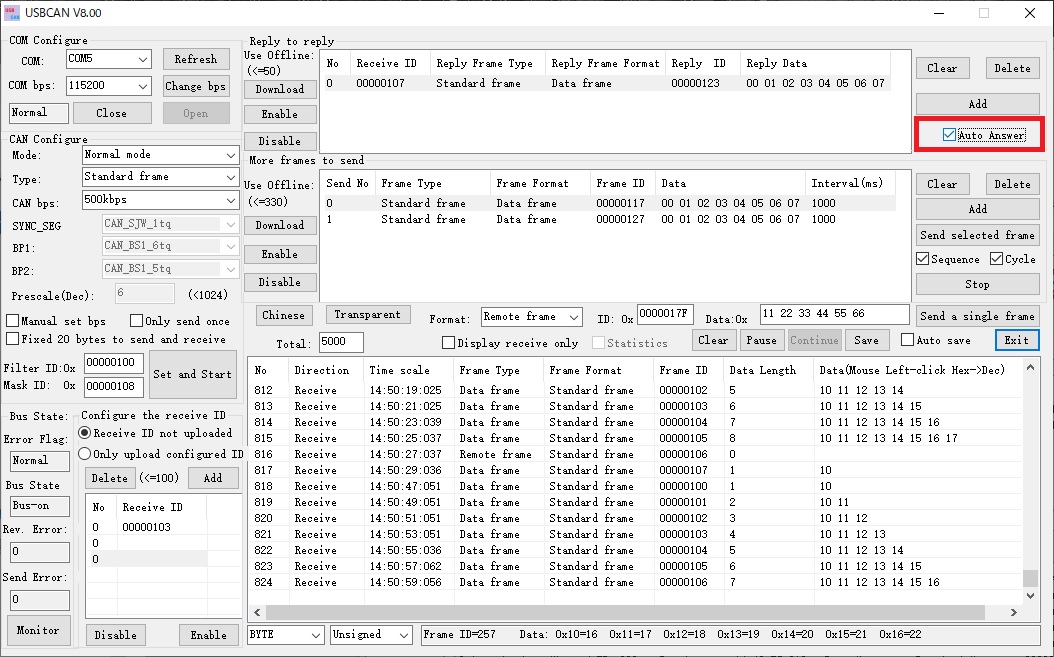 USBCAN V8.00
COM Configure
COM: COM5 Refresh
COM bps: 115200 Change bps
Normal Close Open
CAN Configure
Mode: Normal mode
Type: Standard frame
CAN bps: 500kbps
SYNC_SEG CAN_SJW_1tq
BP1: CAN_BS1_6tq
BP2: CAN_BS1_5tq
Prescale(Dec): 6 (<1024)
Manual set bps Only send once
Fixed 20 bytes to send and receive
Filter ID:0x 00000100
Mask ID: 0x 00000108
Set and Start
Bus State:
Error Flag:
Normal
Bus State
Bus-on
Rev. Error:
0
Send Error:
0
Monitor
Configure the receive ID
Receive ID not uploaded
Only upload configured ID
Delete (<=100) Add
No Receive ID
0 00000103
0
0
Disable Enable
Reply to reply
Use Offline:
(<=50)
Download
Enable
Disable
No Receive ID Reply Frame Type Reply Frame Format Reply ID Reply Data
0 00000107 Standard frame Data frame 00000123 00 01 02 03 04 05 06 07
Clear Delete
Add
Auto Answer
More frames to send
Use Offline:
(<=330)
Download
Enable
Disable
Send No Frame Type Frame Format Frame ID Data Interval(ms)
0 Standard frame Data frame 00000117 00 01 02 03 04 05 06 07 1000
1 Standard frame Data frame 00000127 00 01 02 03 04 05 06 07 1000
Clear Delete
Add
Send selected frame
Sequence Cycle
Stop
Chinese Transparent Format: Remote frame ID: 0x 0000017F Data:0x 11 22 33 44 55 66 Send a single frame
Total: 5000 Display receive only Statistics Clear Pause Continue Save Auto save Exit
No Direction Time scale Frame Type Frame Format Frame ID Data Length Data(Mouse Left-click Hex->Dec)
812 Receive 14:50:19:025 Data frame Standard frame 00000102 5 10 11 12 13 14
813 Receive 14:50:21:025 Data frame Standard frame 00000103 6 10 11 12 13 14 15
814 Receive 14:50:23:039 Data frame Standard frame 00000104 7 10 11 12 13 14 15 16
815 Receive 14:50:25:037 Data frame Standard frame 00000105 8 10 11 12 13 14 15 16 17
816 Receive 14:50:27:037 Remote frame Standard frame 00000106 0
817 Receive 14:50:29:036 Data frame Standard frame 00000107 1 10
818 Receive 14:50:47:051 Data frame Standard frame 00000100 1 10
819 Receive 14:50:49:051 Data frame Standard frame 00000101 2 10 11
820 Receive 14:50:51:051 Data frame Standard frame 00000102 3 10 11 12
821 Receive 14:50:53:051 Data frame Standard frame 00000103 4 10 11 12 13
822 Receive 14:50:55:036 Data frame Standard frame 00000104 5 10 11 12 13 14
823 Receive 14:50:57:062 Data frame Standard frame 00000105 6 10 11 12 13 14 15
824 Receive 14:50:59:056 Data frame Standard frame 00000106 7 10 11 12 13 14 15 16
BYTE Unsigned Frame ID=257 Data: 0x10=16 0x11=17 0x12=18 0x13=19 0x14=20 0x15=21 0x16=22